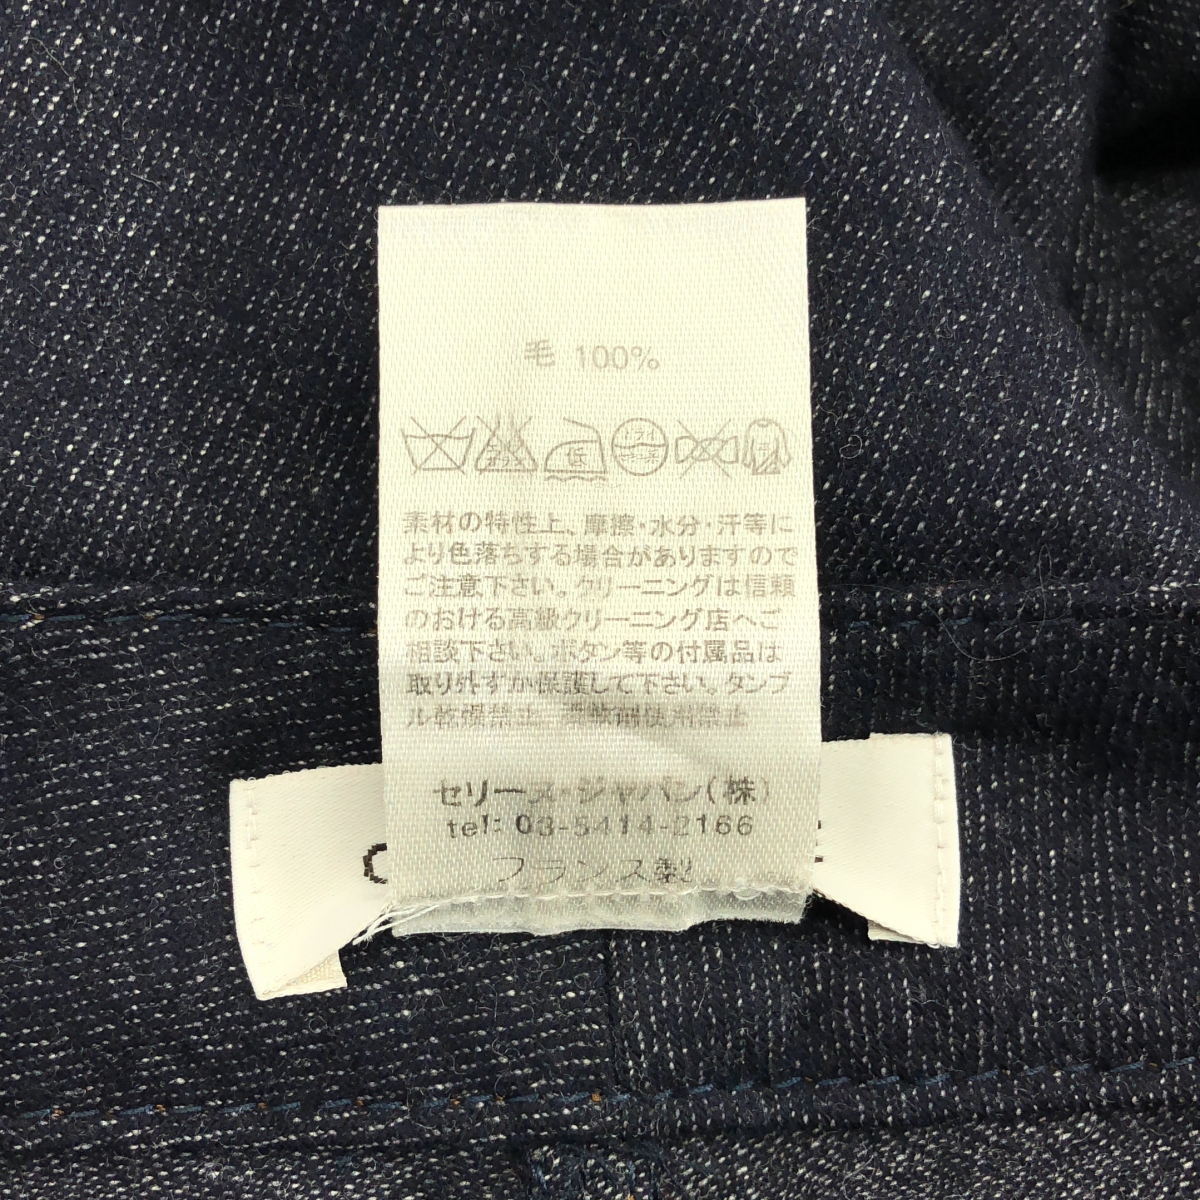 毛 100%
低
素材の特性上、摩擦・水分・汗等に
より色落ちする場合がありますので
ご注意下さい。クリーニングは信頼
のおける高級クリーニング店へご
相談下さい。ボタン等の付属品は
取り外すか保護して下さい。タンブ
ル乾燥禁止 柔軟剤使用禁止
セリーヌ・ジャパン(株)
tel: 03-5414-2166
フランス製